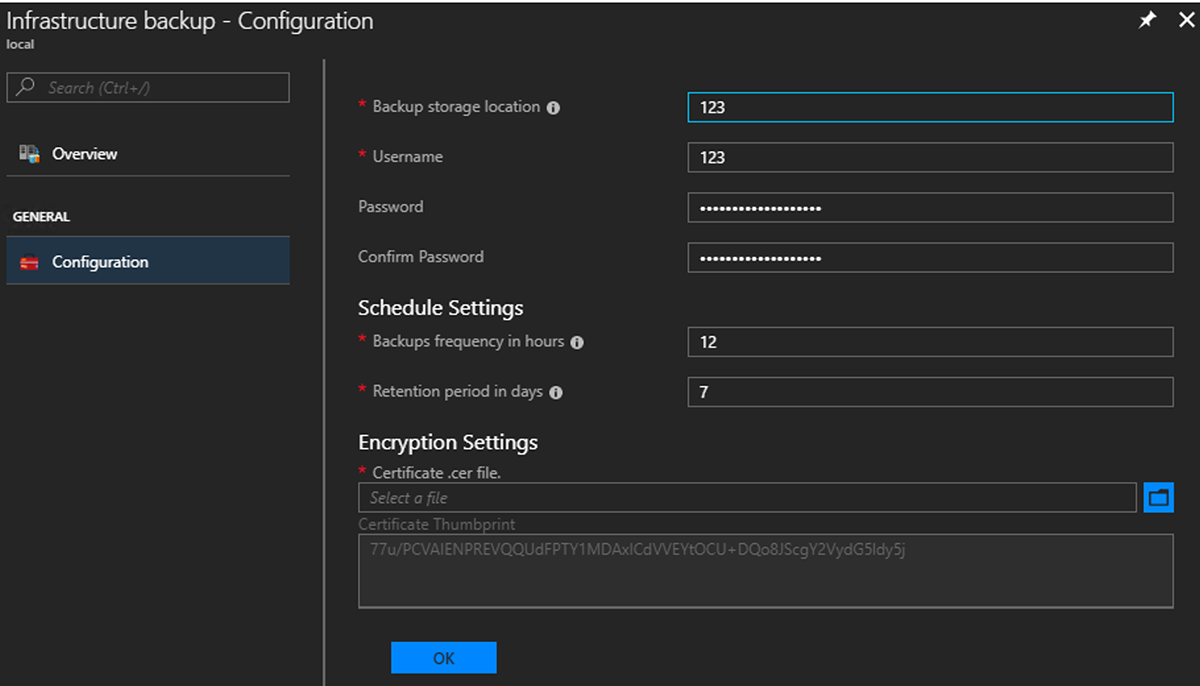 Infrastructure backup - Configuration
local
Search (Ctrl+/)
Overview
GENERAL
Configuration
* Backup storage location
123
* Username
123
Password
•••••••••••••••••••
Confirm Password
•••••••••••••••••••
Schedule Settings
* Backups frequency in hours
12
* Retention period in days
7
Encryption Settings
* Certificate .cer file.
Select a file
Certificate Thumbprint
77u/PCVAIENPREVQQUdFPTY1MDAxICdVVEYtOCU+DQo8JScgY2VydG5ldy5j
OK